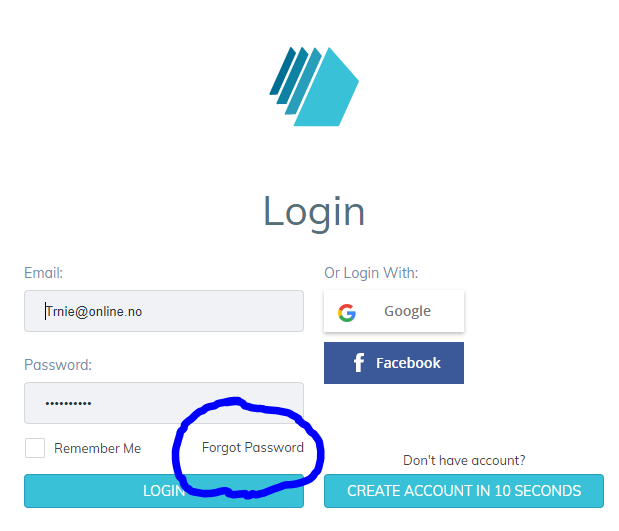 Login
Email:
Trnie@online.no
Password:
••••••••••
Remember Me
Forgot Password
LOGIN
Or Login With:
Google
Facebook
Don't have account?
CREATE ACCOUNT IN 10 SECONDS